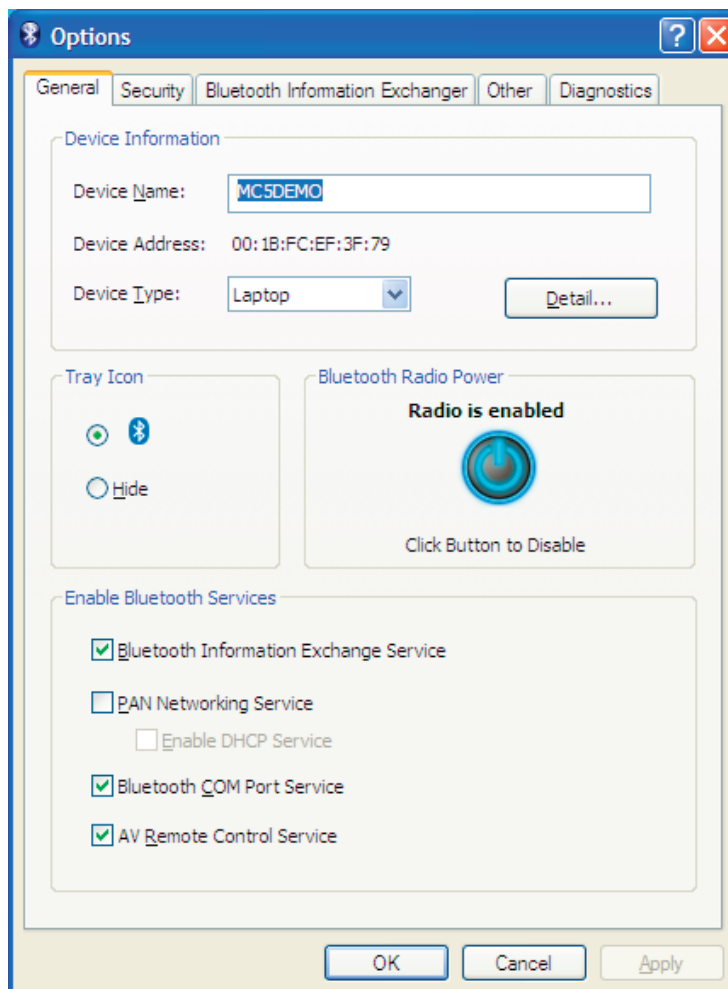 Options
?
General Security Bluetooth Information Exchanger Other Diagnostics
Device Information
Device Name: MC5DEMO
Device Address: 00:1B:FC:EF:3F:79
Device Type: Laptop Detail...
Tray Icon
Hide
Bluetooth Radio Power
Radio is enabled
Click Button to Disable
Enable Bluetooth Services
Bluetooth Information Exchange Service
PAN Networking Service
Enable DHCP Service
Bluetooth COM Port Service
AV Remote Control Service
OK Cancel Apply